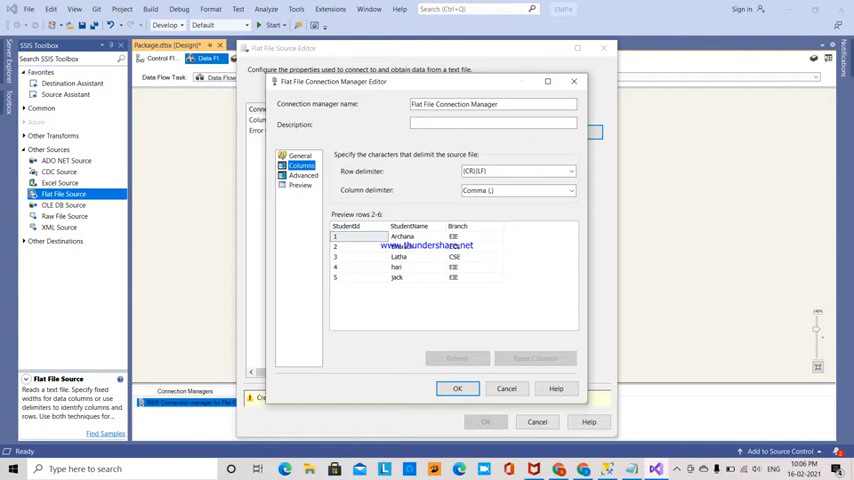 File Edit View Git Project Build Debug Format Test Analyze Tools Extensions Window Help Search (Ctrl+Q) EMP4 Sign in
Develop Default Start
SSIS Toolbox
Search SSIS Toolbox
Favorites
Destination Assistant
Source Assistant
Common
Azure
Other Transforms
Other Sources
ADO NET Source
CDC Source
Excel Source
Flat File Source
OLE DB Source
Raw File Source
XML Source
Other Destinations
Flat File Source
Reads a text file. Specify fixed
widths for data columns or use
delimiters to identify columns and
rows. Use both techniques for...
Find Samples
Server Explorer
Toolbox
Notifications
Package.dtsx [Design]*
Control Fl...
Data Fl...
Data Flow Task:
Data Flow
Connection Managers
Flat File Source Editor
Configure the properties used to connect to and obtain data from a text file.
Conne
Colum
Error
OK Cancel Help
Flat File Connection Manager Editor
Connection manager name: Flat File Connection Manager
Description:
General
Columns
Advanced
Preview
Specify the characters that delimit the source file:
Row delimiter: {CR}{LF}
Column delimiter: Comma {,}
Preview rows 2-6:
StudentId StudentName Branch
1 Archana EIE
2
www.thundershare.net
3 Latha CSE
4 hari EIE
5 jack EIE
Refresh Reset Columns
OK Cancel Help
Ready
Add to Source Control
Type here to search
ENG
10:06 PM
16-02-2021